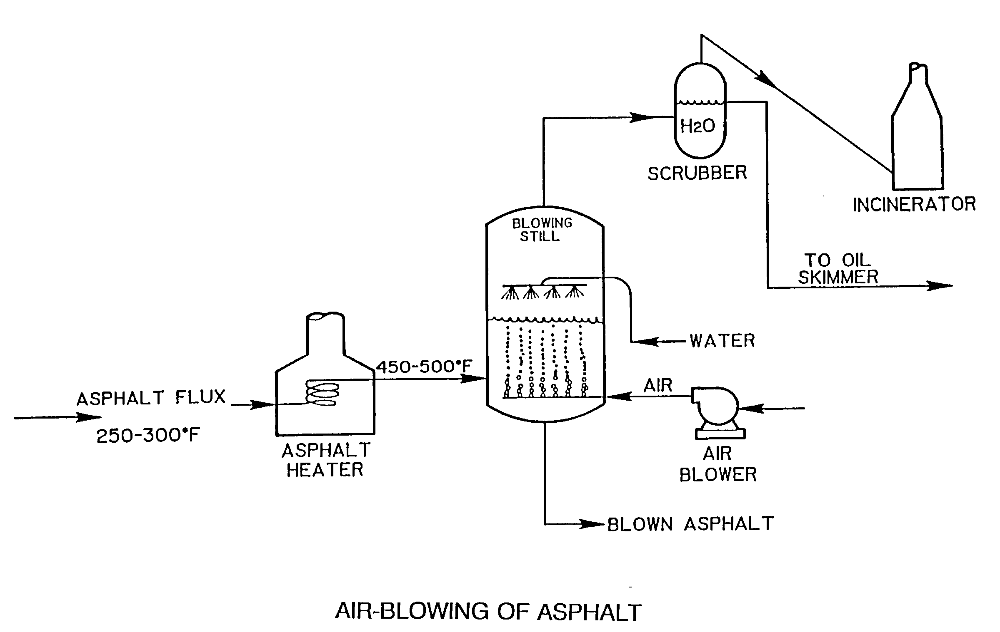 H2O
SCRUBBER
INCINERATOR
BLOWING
STILL
TO OIL
SKIMMER
WATER
450-500°F
AIR
ASPHALT FLUX
250-300°F
ASPHALT
HEATER
AIR
BLOWER
BLOWN ASPHALT
AIR-BLOWING OF ASPHALT